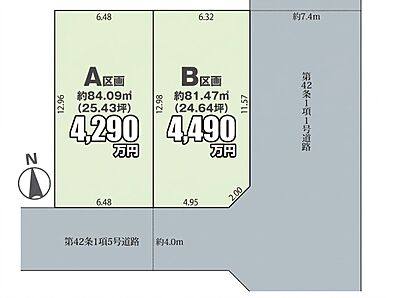 6.48
6.32
約7.4m
A区画
約84.09㎡
(25.43坪)
4,290
万円
12.96
B区画
約81.47㎡
(24.64坪)
4,490
万円
12.98
11.57
第42条1項1号道路
N
6.48
4.95
2.00
第42条1項5号道路
約4.0m